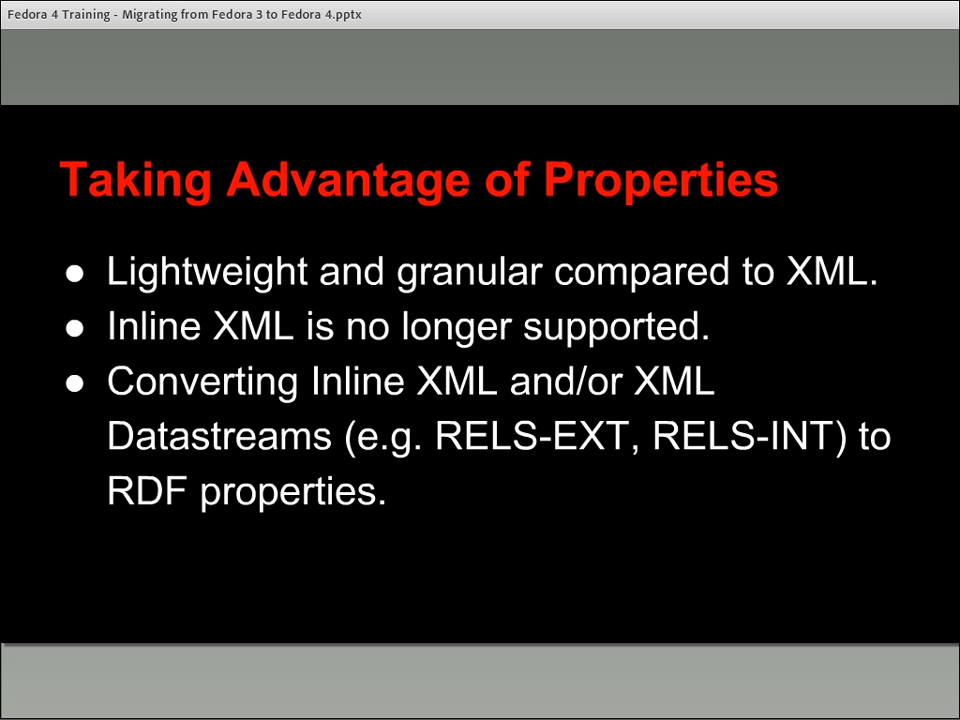 Fedora 4 Training - Migrating from Fedora 3 to Fedora 4.pptx
Taking Advantage of Properties
● Lightweight and granular compared to XML.
● Inline XML is no longer supported.
● Converting Inline XML and/or XML
Datastreams (e.g. RELS-EXT, RELS-INT) to
RDF properties.